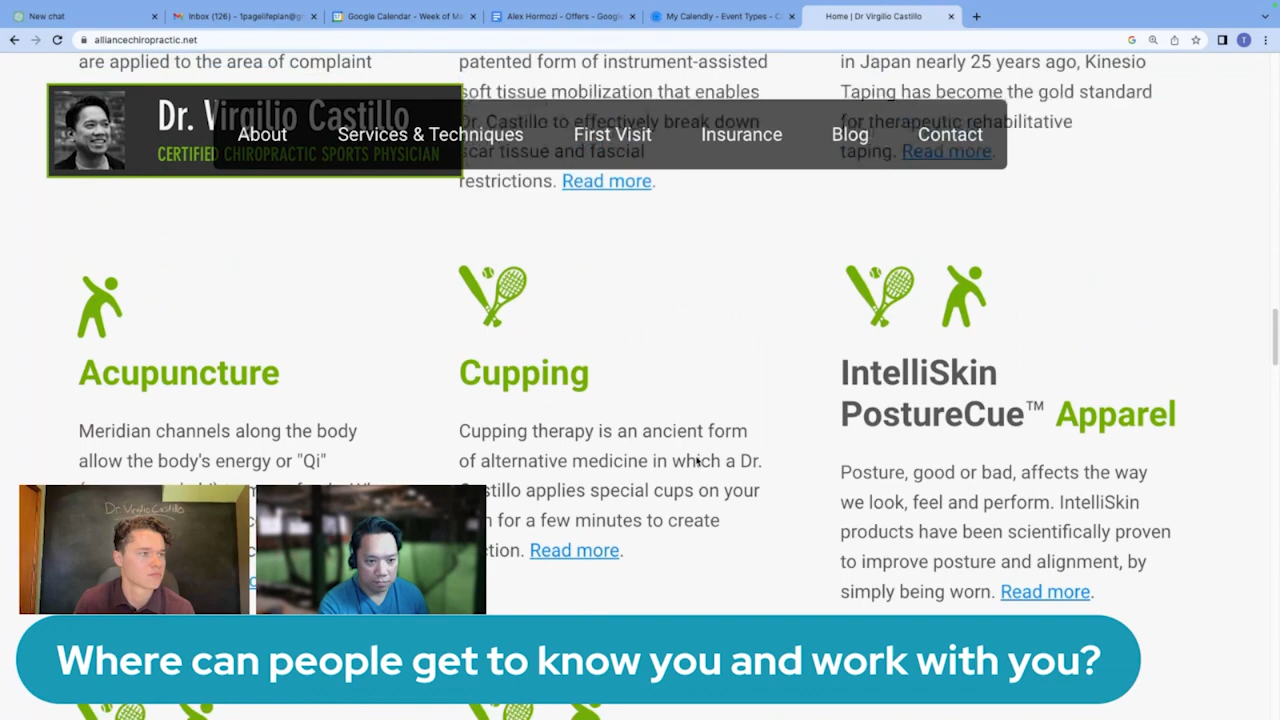 New chat
Inbox (126) - 1pagelifeplan@gr
Google Calendar - Week of Ma
Alex Hormozi - Offers - Google
My Calendly - Event Types - C
Home | Dr Virgilio Castillo
alliancechiropractic.net
T
are applied to the area of complaint
patented form of instrument-assisted
soft tissue mobilization that enables
Dr. Castillo to effectively break down
scar tissue and fascial
restrictions. Read more.
in Japan nearly 25 years ago, Kinesio
Taping has become the gold standard
for therapeutic rehabilitative
taping. Read more.
Dr. Virgilio Castillo
CERTIFIED CHIROPRACTIC SPORTS PHYSICIAN
About
Services & Techniques
First Visit
Insurance
Blog
Contact
Acupuncture
Meridian channels along the body
allow the body's energy or "Qi"
Cupping
Cupping therapy is an ancient form
of alternative medicine in which a Dr.
Castillo applies special cups on your
for a few minutes to create
Read more.
IntelliSkin
PostureCue™ Apparel
Posture, good or bad, affects the way
we look, feel and perform. IntelliSkin
products have been scientifically proven
to improve posture and alignment, by
simply being worn. Read more.
Dr. Virgilio Castillo
Where can people get to know you and work with you?